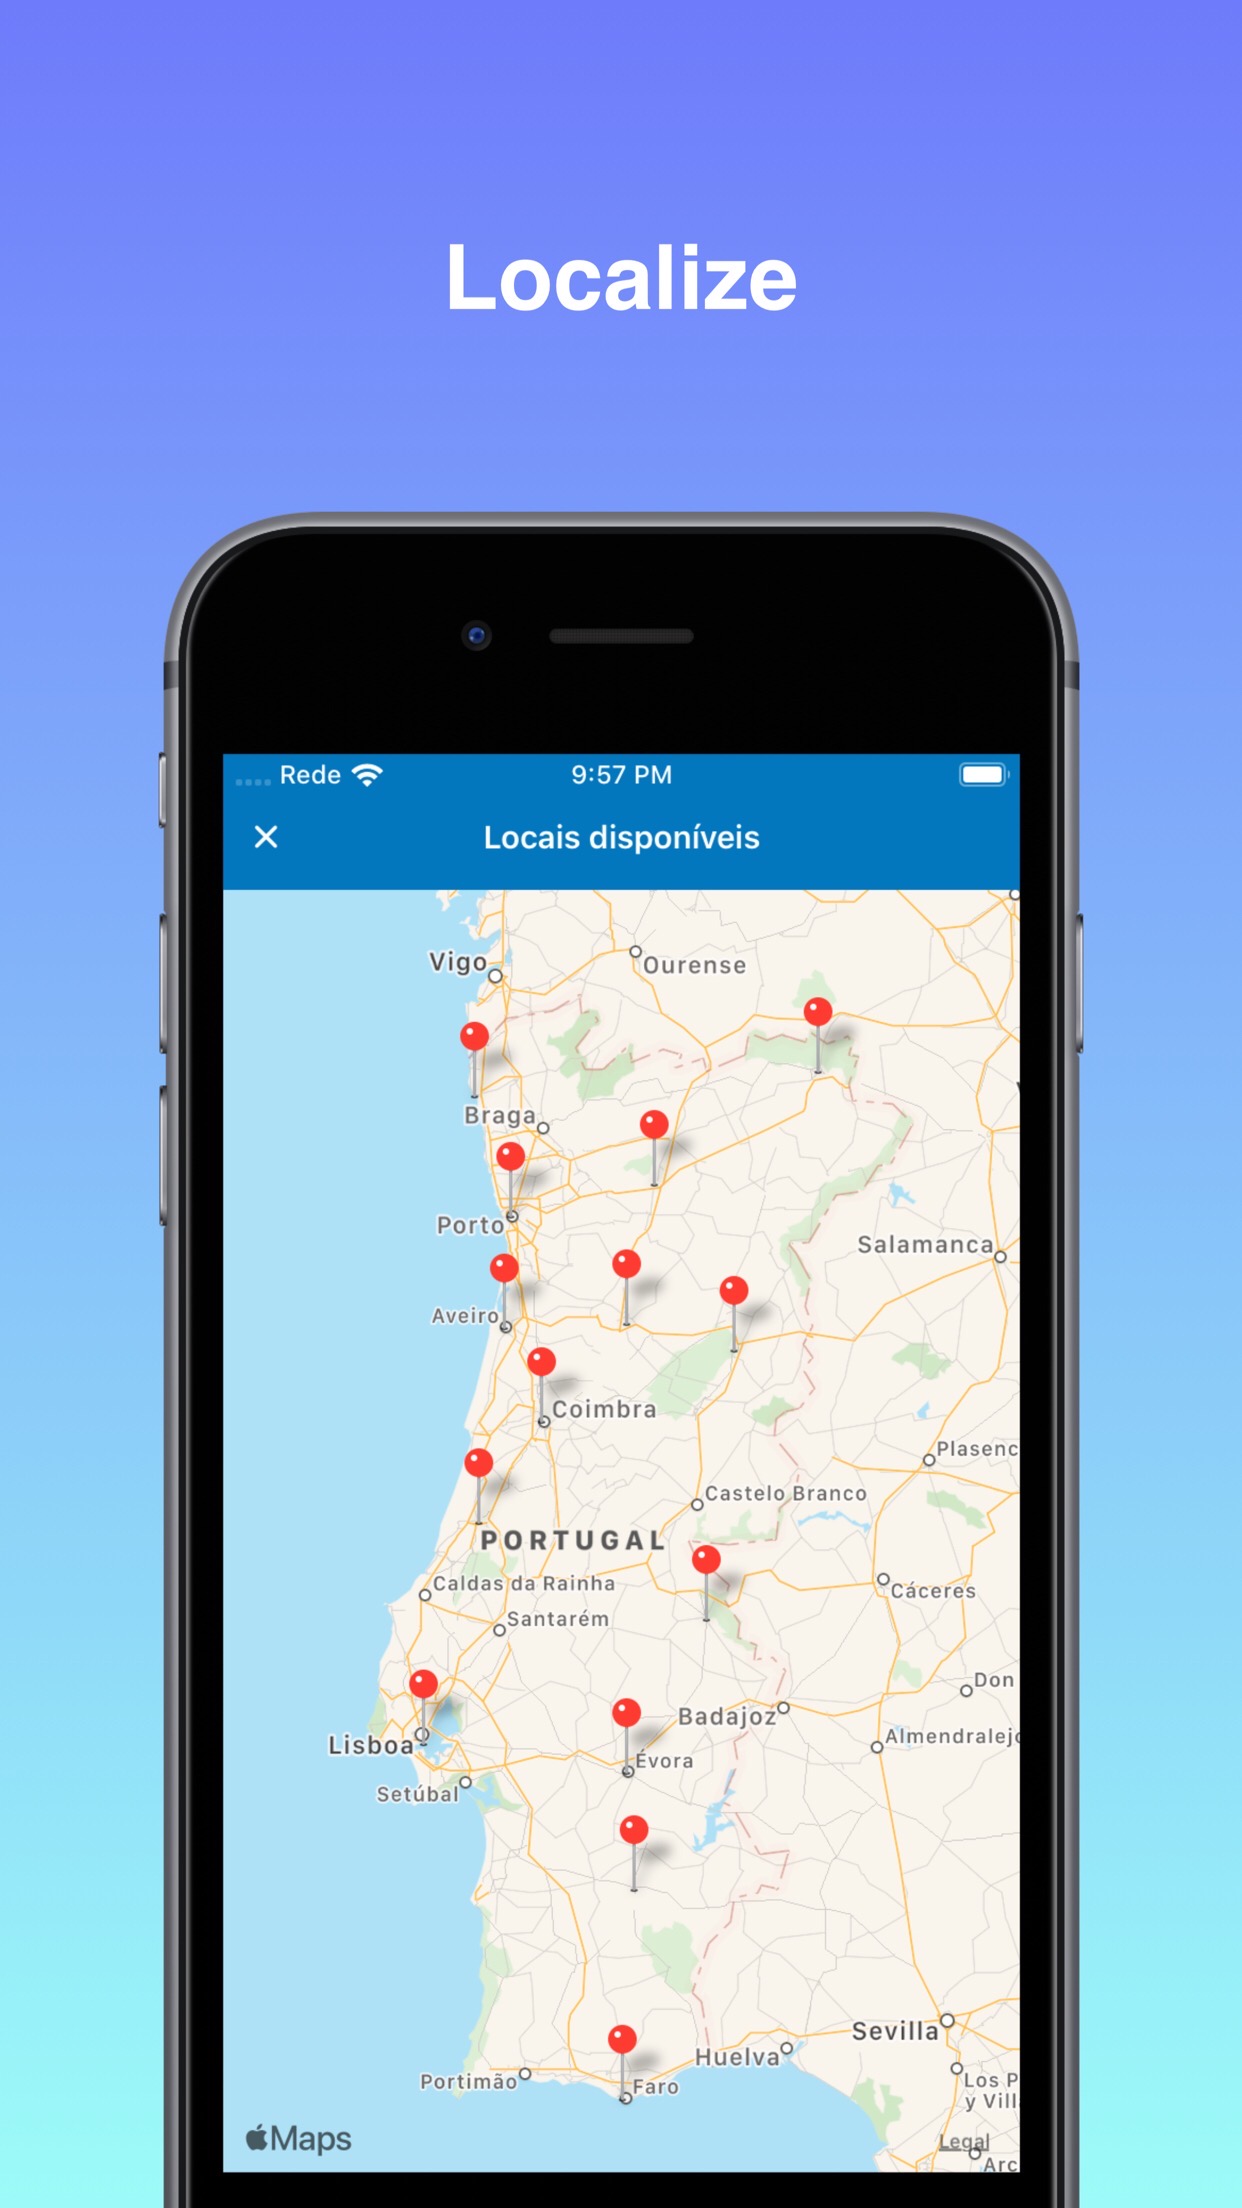 Localize
Rede
9:57 PM
Locais disponíveis
Vigo
Ourense
Braga
Porto
Salamanca
Aveiro
Coimbra
Plasenc
Castelo Branco
PORTUGAL
Caldas da Rainha
Cáceres
Santarém
Don
Badajoz
Almendralejo
Lisboa
Évora
Setúbal
Sevilla
Huelva
Portimão
Faro
Los P
y Vill
Maps
Legal
Arc